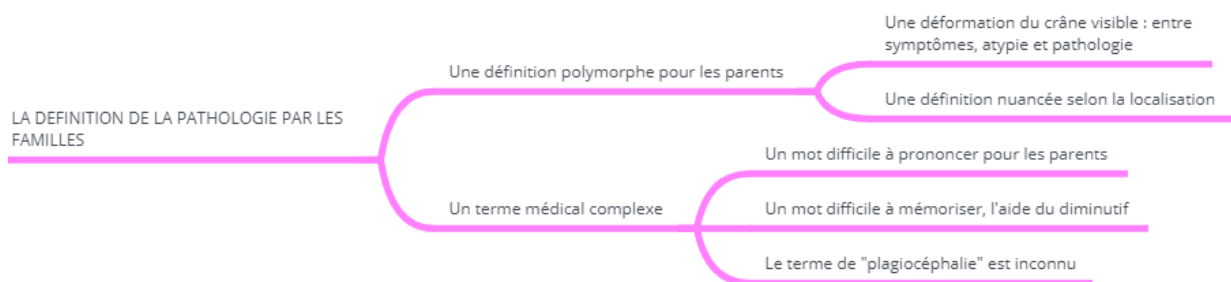 Une déformation du crâne visible : entre
symptômes, atypie et pathologie
Une définition polymorphe pour les parents
Une définition nuancée selon la localisation
LA DEFINITION DE LA PATHOLOGIE PAR LES
FAMILLES
Un mot difficile à prononcer pour les parents
Un terme médical complexe
Un mot difficile à mémoriser, l'aide du diminutif
Le terme de "plagiocéphalie" est inconnu